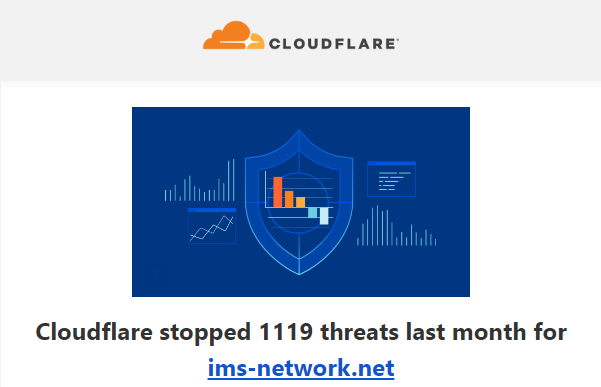 CLOUDFLARE
Cloudflare stopped 1119 threats last month for
ims-network.net